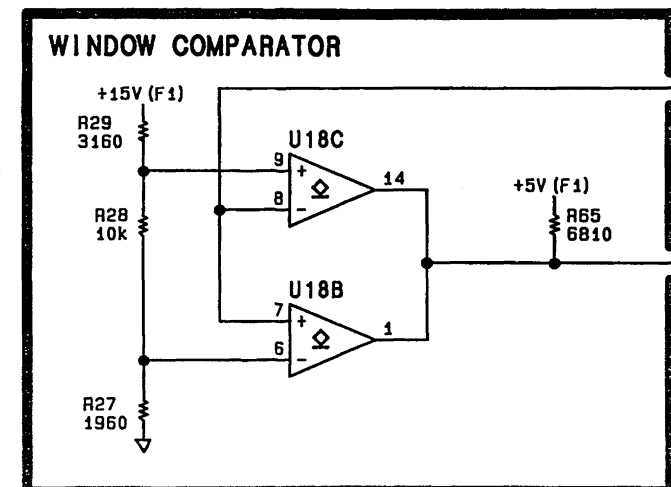 WINDOW COMPARATOR
+15V(F1)
R29
3160
U18C
9
+
14
8
-
+5V(F1)
R28
10k
R65
6810
U18B
7
+
1
6
-
R27
1960